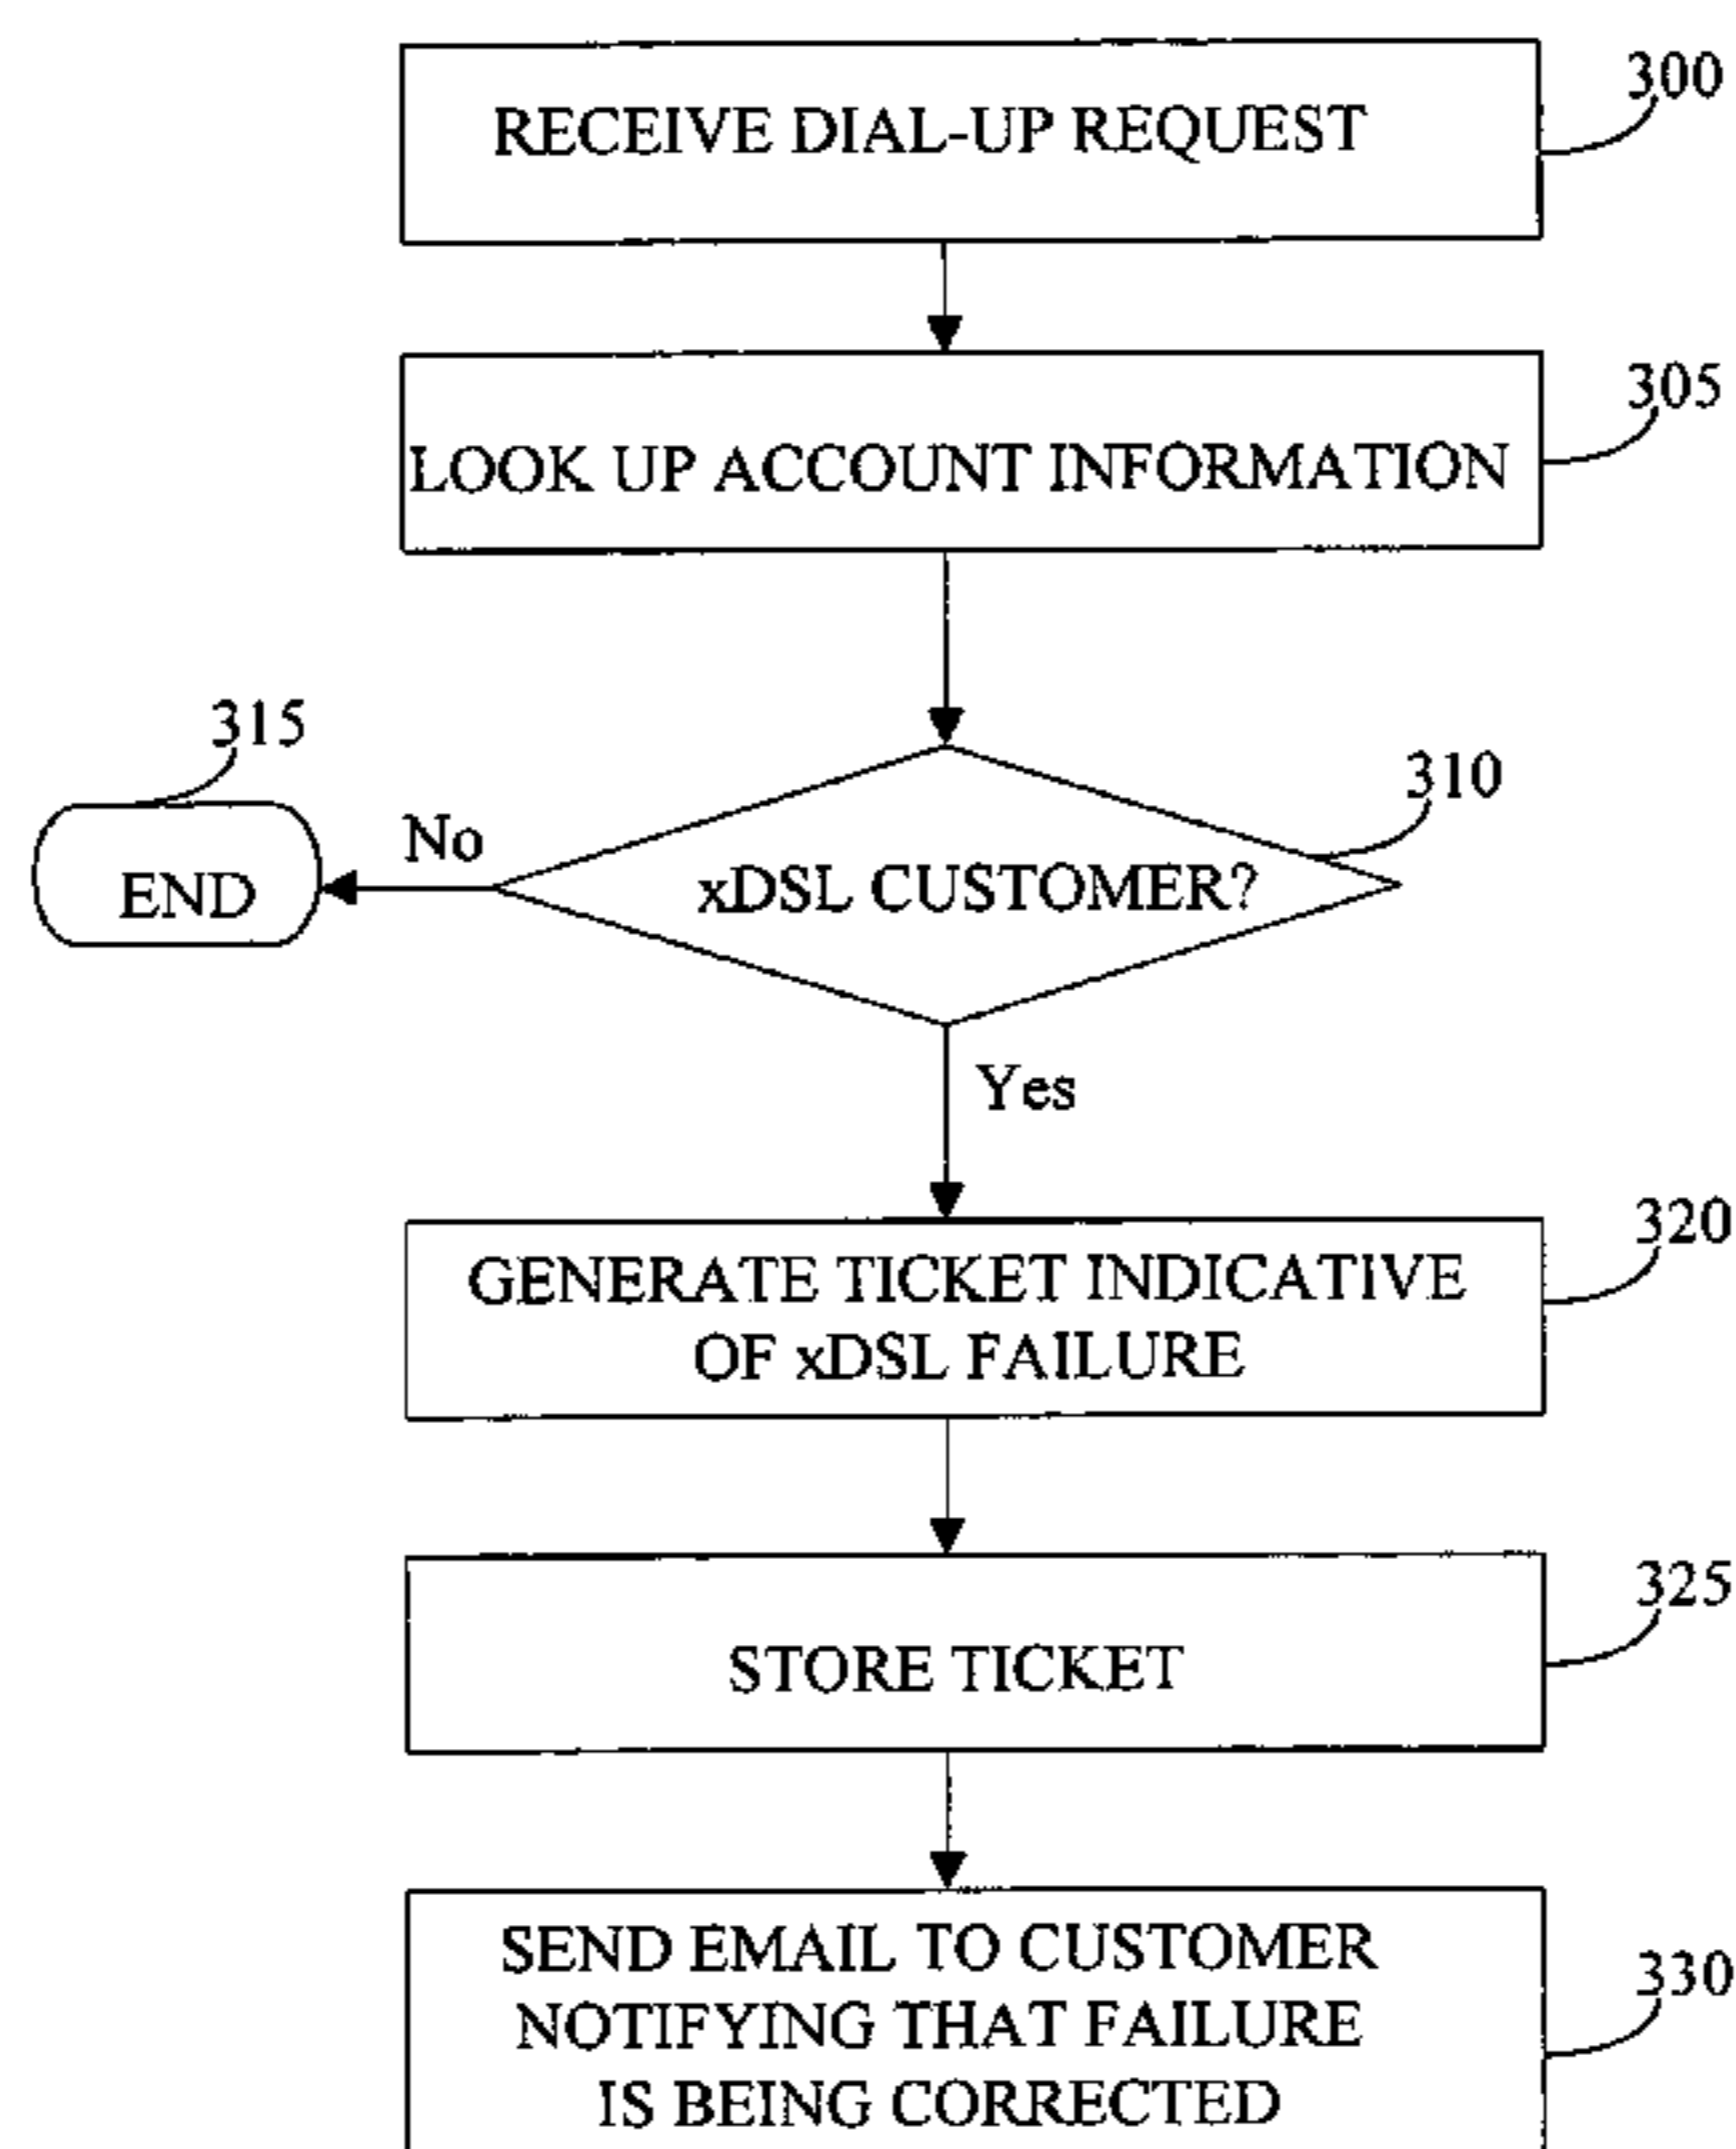 300
RECEIVE DIAL-UP REQUEST
305
LOOK UP ACCOUNT INFORMATION
315
310
No
END
xDSL CUSTOMER?
Yes
320
GENERATE TICKET INDICATIVE
OF xDSL FAILURE
325
STORE TICKET
SEND EMAIL TO CUSTOMER
330
NOTIFYING THAT FAILURE
IS BEING CORRECTED